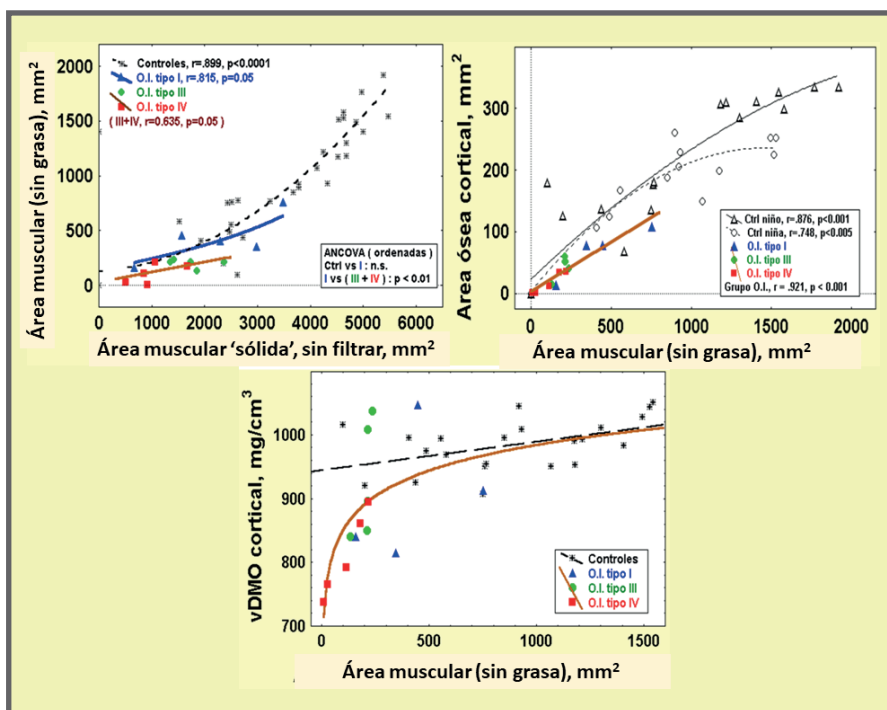 Controles, r=.899, p<0.0001
O.I. tipo I, r=.815, p=0.05
O.I. tipo III
O.I. tipo IV
( III+IV, r=0.635, p=0.05 )
2000
1500
1000
500
0
ANCOVA ( ordenadas )
Ctrl vs I : n.s.
I vs ( III + IV ) : p < 0.01
0 1000 2000 3000 4000 5000 6000
Área muscular (sin grasa), mm²
Área muscular ‘sólida’, sin filtrar, mm²
300
200
100
0
Ctrl niño, r=.876, p<0.001
Ctrl niña, r=.748, p<0.005
O.I. tipo I
O.I. tipo III
O.I. tipo IV
Grupo O.I., r = .921, p < 0.001
0 500 1000 1500 2000
Area ósea cortical, mm²
Área muscular (sin grasa), mm²
1000
900
800
700
Controles
O.I. tipo I
O.I. tipo III
O.I. tipo IV
0 500 1000 1500
vDMO cortical, mg/cm³
Área muscular (sin grasa), mm²